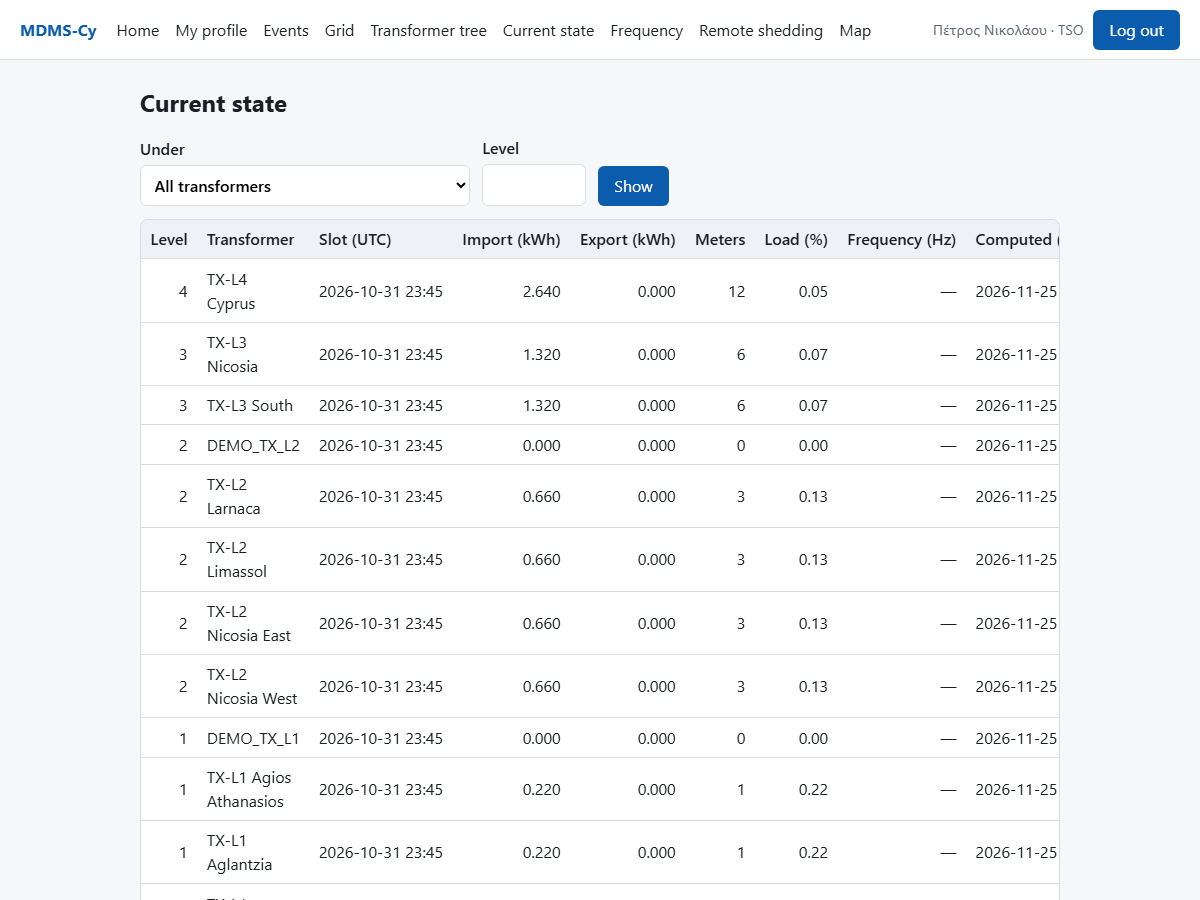 MDMS-Cy Home My profile Events Grid Transformer tree Current state Frequency Remote shedding Map Πέτρος Νικολάου · TSO Log out
Current state
Under Level
All transformers Show
Level Transformer Slot (UTC) Import (kWh) Export (kWh) Meters Load (%) Frequency (Hz) Computed (
4 TX-L4 Cyprus 2026-10-31 23:45 2.640 0.000 12 0.05 — 2026-11-25
3 TX-L3 Nicosia 2026-10-31 23:45 1.320 0.000 6 0.07 — 2026-11-25
3 TX-L3 South 2026-10-31 23:45 1.320 0.000 6 0.07 — 2026-11-25
2 DEMO_TX_L2 2026-10-31 23:45 0.000 0.000 0 0.00 — 2026-11-25
2 TX-L2 Larnaca 2026-10-31 23:45 0.660 0.000 3 0.13 — 2026-11-25
2 TX-L2 Limassol 2026-10-31 23:45 0.660 0.000 3 0.13 — 2026-11-25
2 TX-L2 Nicosia East 2026-10-31 23:45 0.660 0.000 3 0.13 — 2026-11-25
2 TX-L2 Nicosia West 2026-10-31 23:45 0.660 0.000 3 0.13 — 2026-11-25
1 DEMO_TX_L1 2026-10-31 23:45 0.000 0.000 0 0.00 — 2026-11-25
1 TX-L1 Agios Athanasios 2026-10-31 23:45 0.220 0.000 1 0.22 — 2026-11-25
1 TX-L1 Aglantzia 2026-10-31 23:45 0.220 0.000 1 0.22 — 2026-11-25